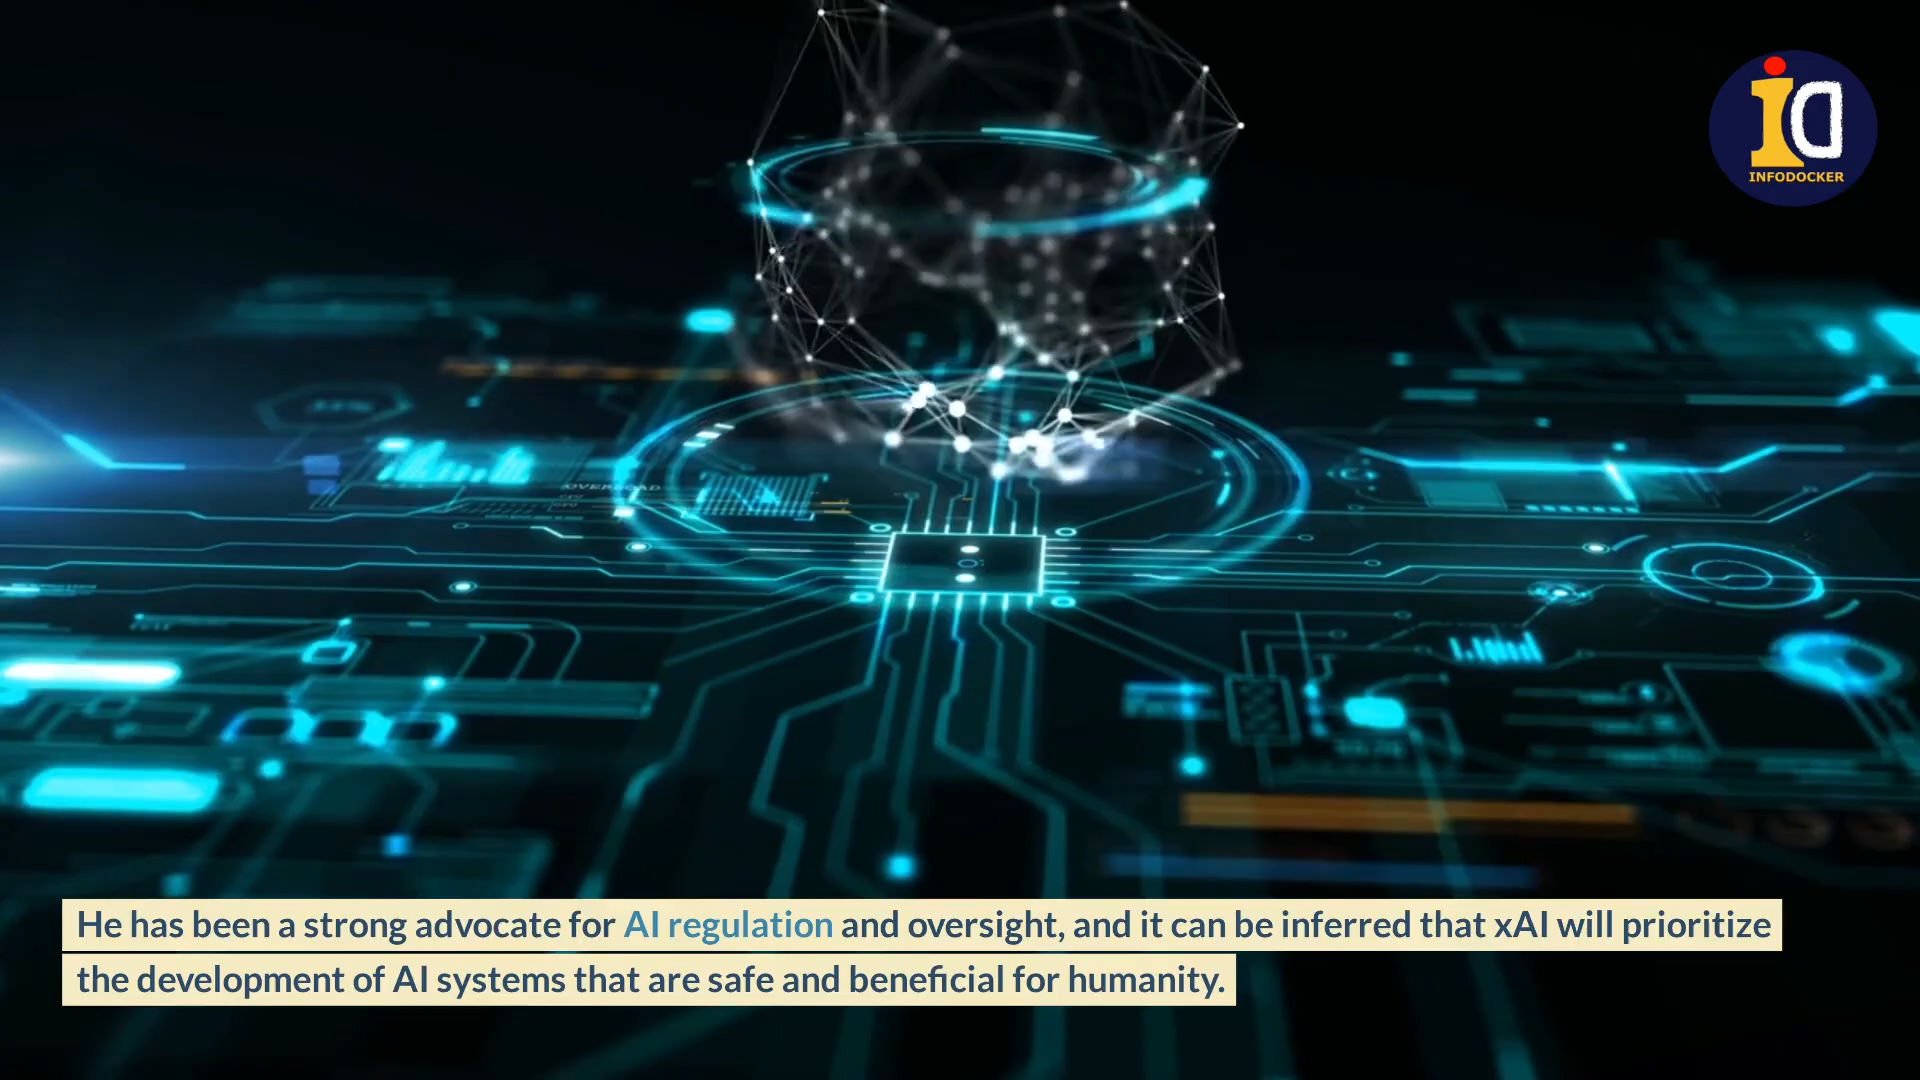 INFODOCKER
OVERLOAD
He has been a strong advocate for AI regulation and oversight, and it can be inferred that xAI will prioritize
the development of AI systems that are safe and beneficial for humanity.